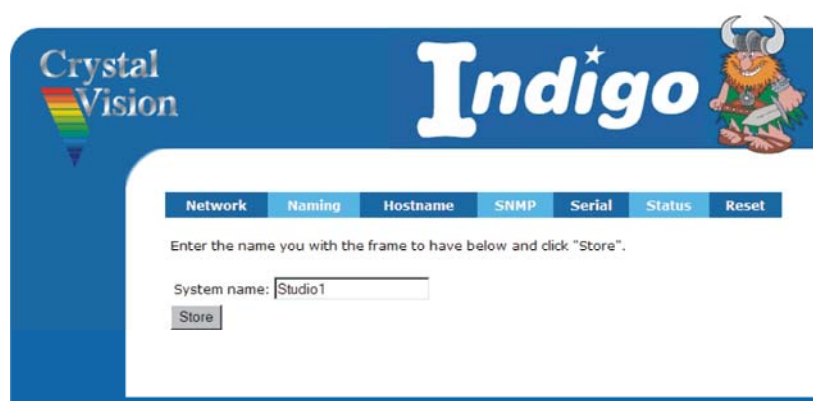 Crystal
Vision
Indigo
Network Naming Hostname SNMP Serial Status Reset
Enter the name you with the frame to have below and click "Store".
System name: Studio1
Store